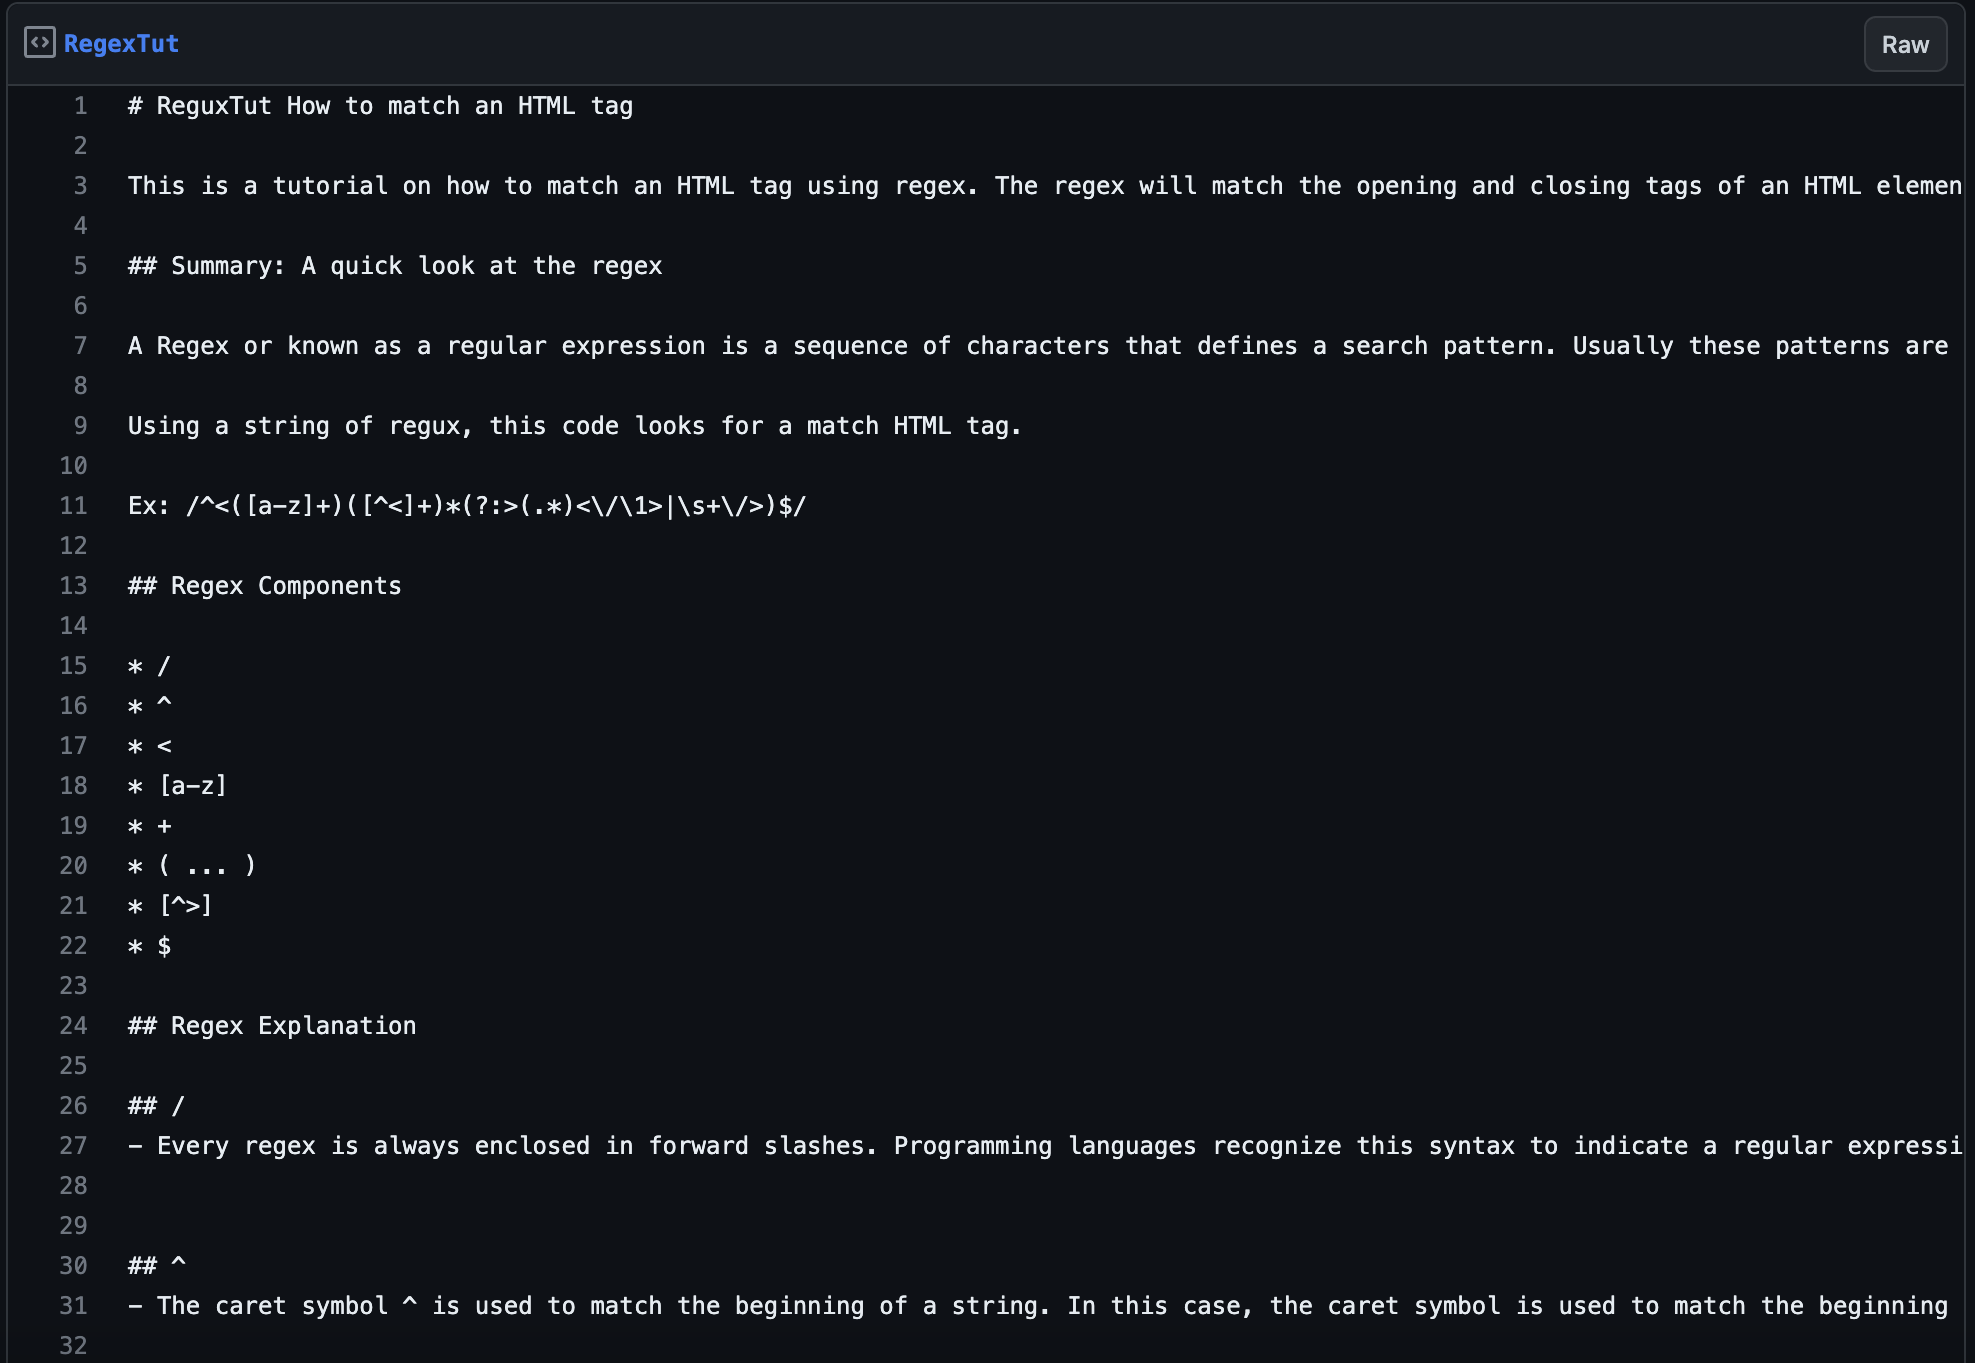 RegexTut
Raw
1 # ReguxTut How to match an HTML tag
2
3 This is a tutorial on how to match an HTML tag using regex. The regex will match the opening and closing tags of an HTML elemen
4
5 ## Summary: A quick look at the regex
6
7 A Regex or known as a regular expression is a sequence of characters that defines a search pattern. Usually these patterns are
8
9 Using a string of regux, this code looks for a match HTML tag.
10
11 Ex: /^<([a-z]+)([^<]+)*(?:>(.*)<\/\1>|\s+\/>)$/
12
13 ## Regex Components
14
15 * /
16 * ^
17 * <
18 * [a-z]
19 * +
20 * ( ... )
21 * [^>]
22 * $
23
24 ## Regex Explanation
25
26 ## /
27 - Every regex is always enclosed in forward slashes. Programming languages recognize this syntax to indicate a regular expressi
28
29
30 ## ^
31 - The caret symbol ^ is used to match the beginning of a string. In this case, the caret symbol is used to match the beginning
32